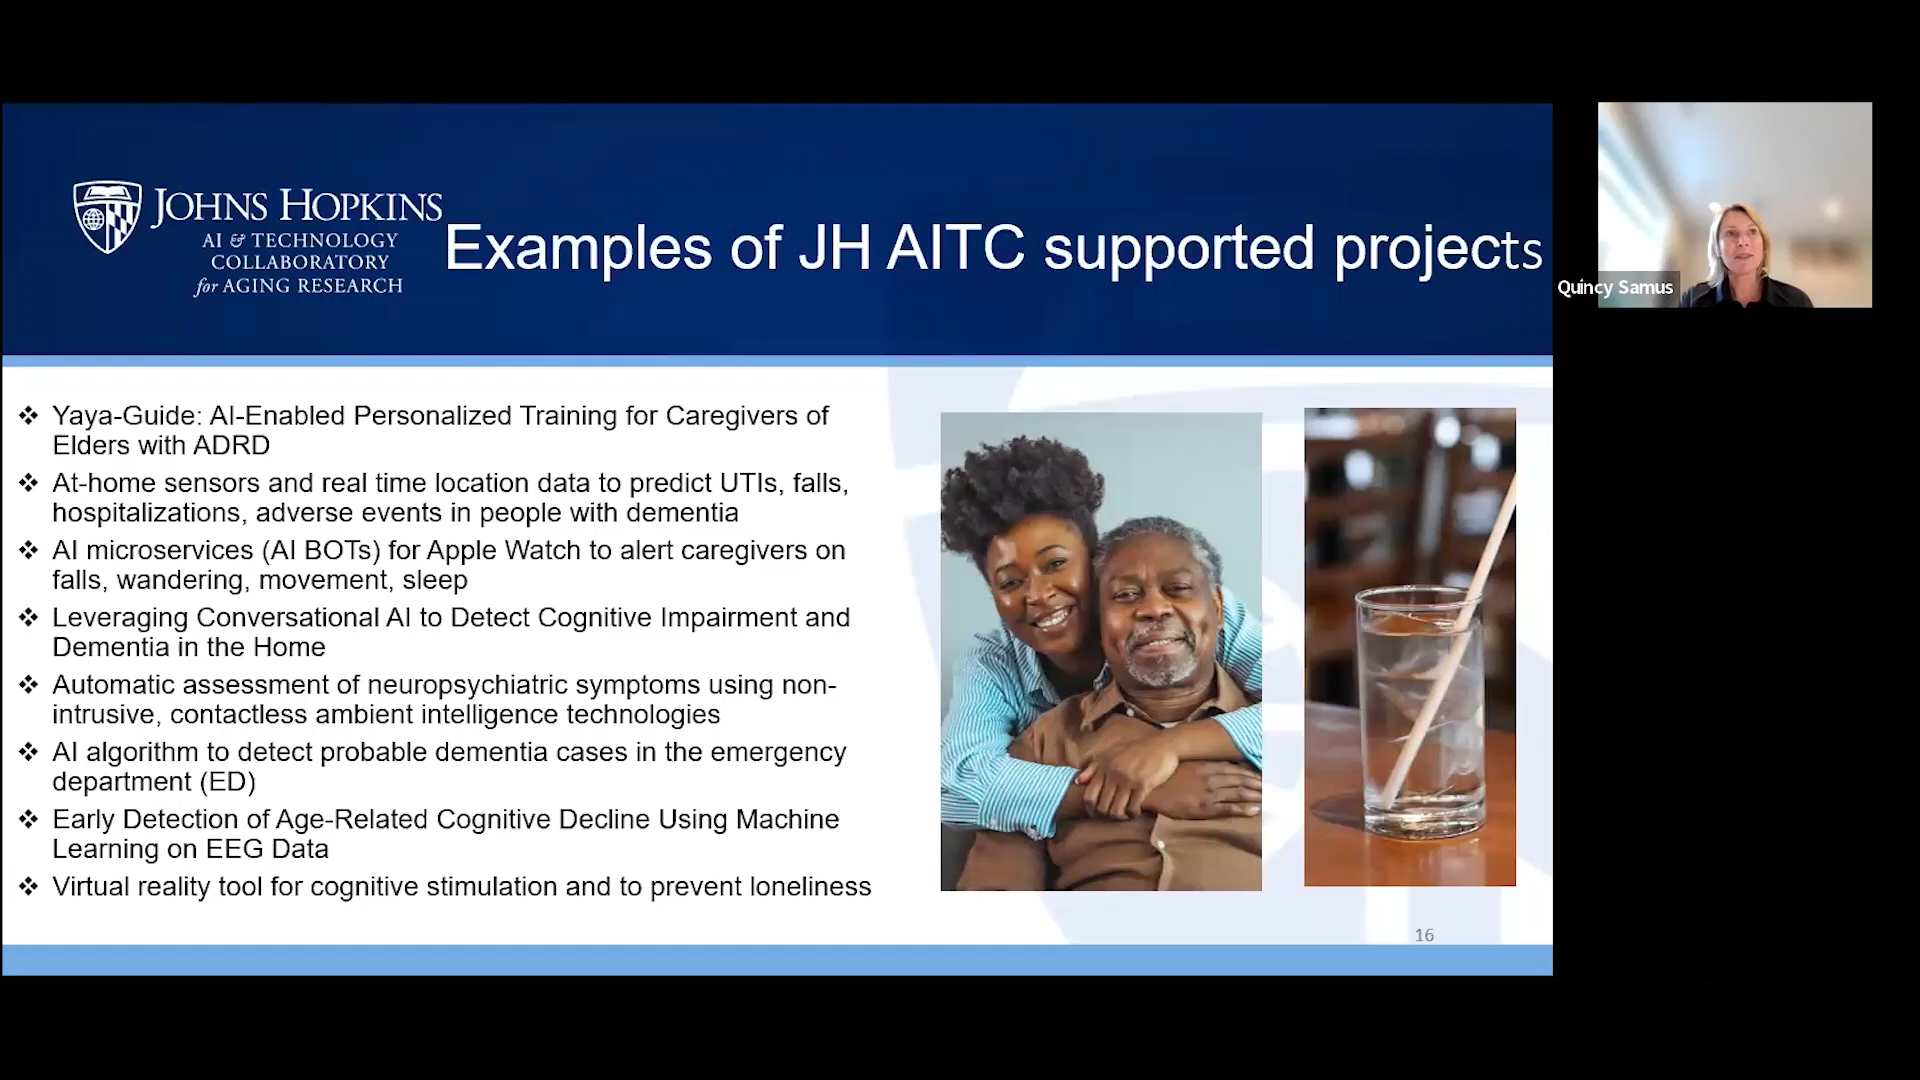 JOHNS HOPKINS
AI & TECHNOLOGY
COLLABORATORY
for AGING RESEARCH
Examples of JH AITC supported projects
Quincy Samus
❖ Yaya-Guide: AI-Enabled Personalized Training for Caregivers of
Elders with ADRD
❖ At-home sensors and real time location data to predict UTIs, falls,
hospitalizations, adverse events in people with dementia
❖ AI microservices (AI BOTs) for Apple Watch to alert caregivers on
falls, wandering, movement, sleep
❖ Leveraging Conversational AI to Detect Cognitive Impairment and
Dementia in the Home
❖ Automatic assessment of neuropsychiatric symptoms using non-
intrusive, contactless ambient intelligence technologies
❖ AI algorithm to detect probable dementia cases in the emergency
department (ED)
❖ Early Detection of Age-Related Cognitive Decline Using Machine
Learning on EEG Data
❖ Virtual reality tool for cognitive stimulation and to prevent loneliness
16